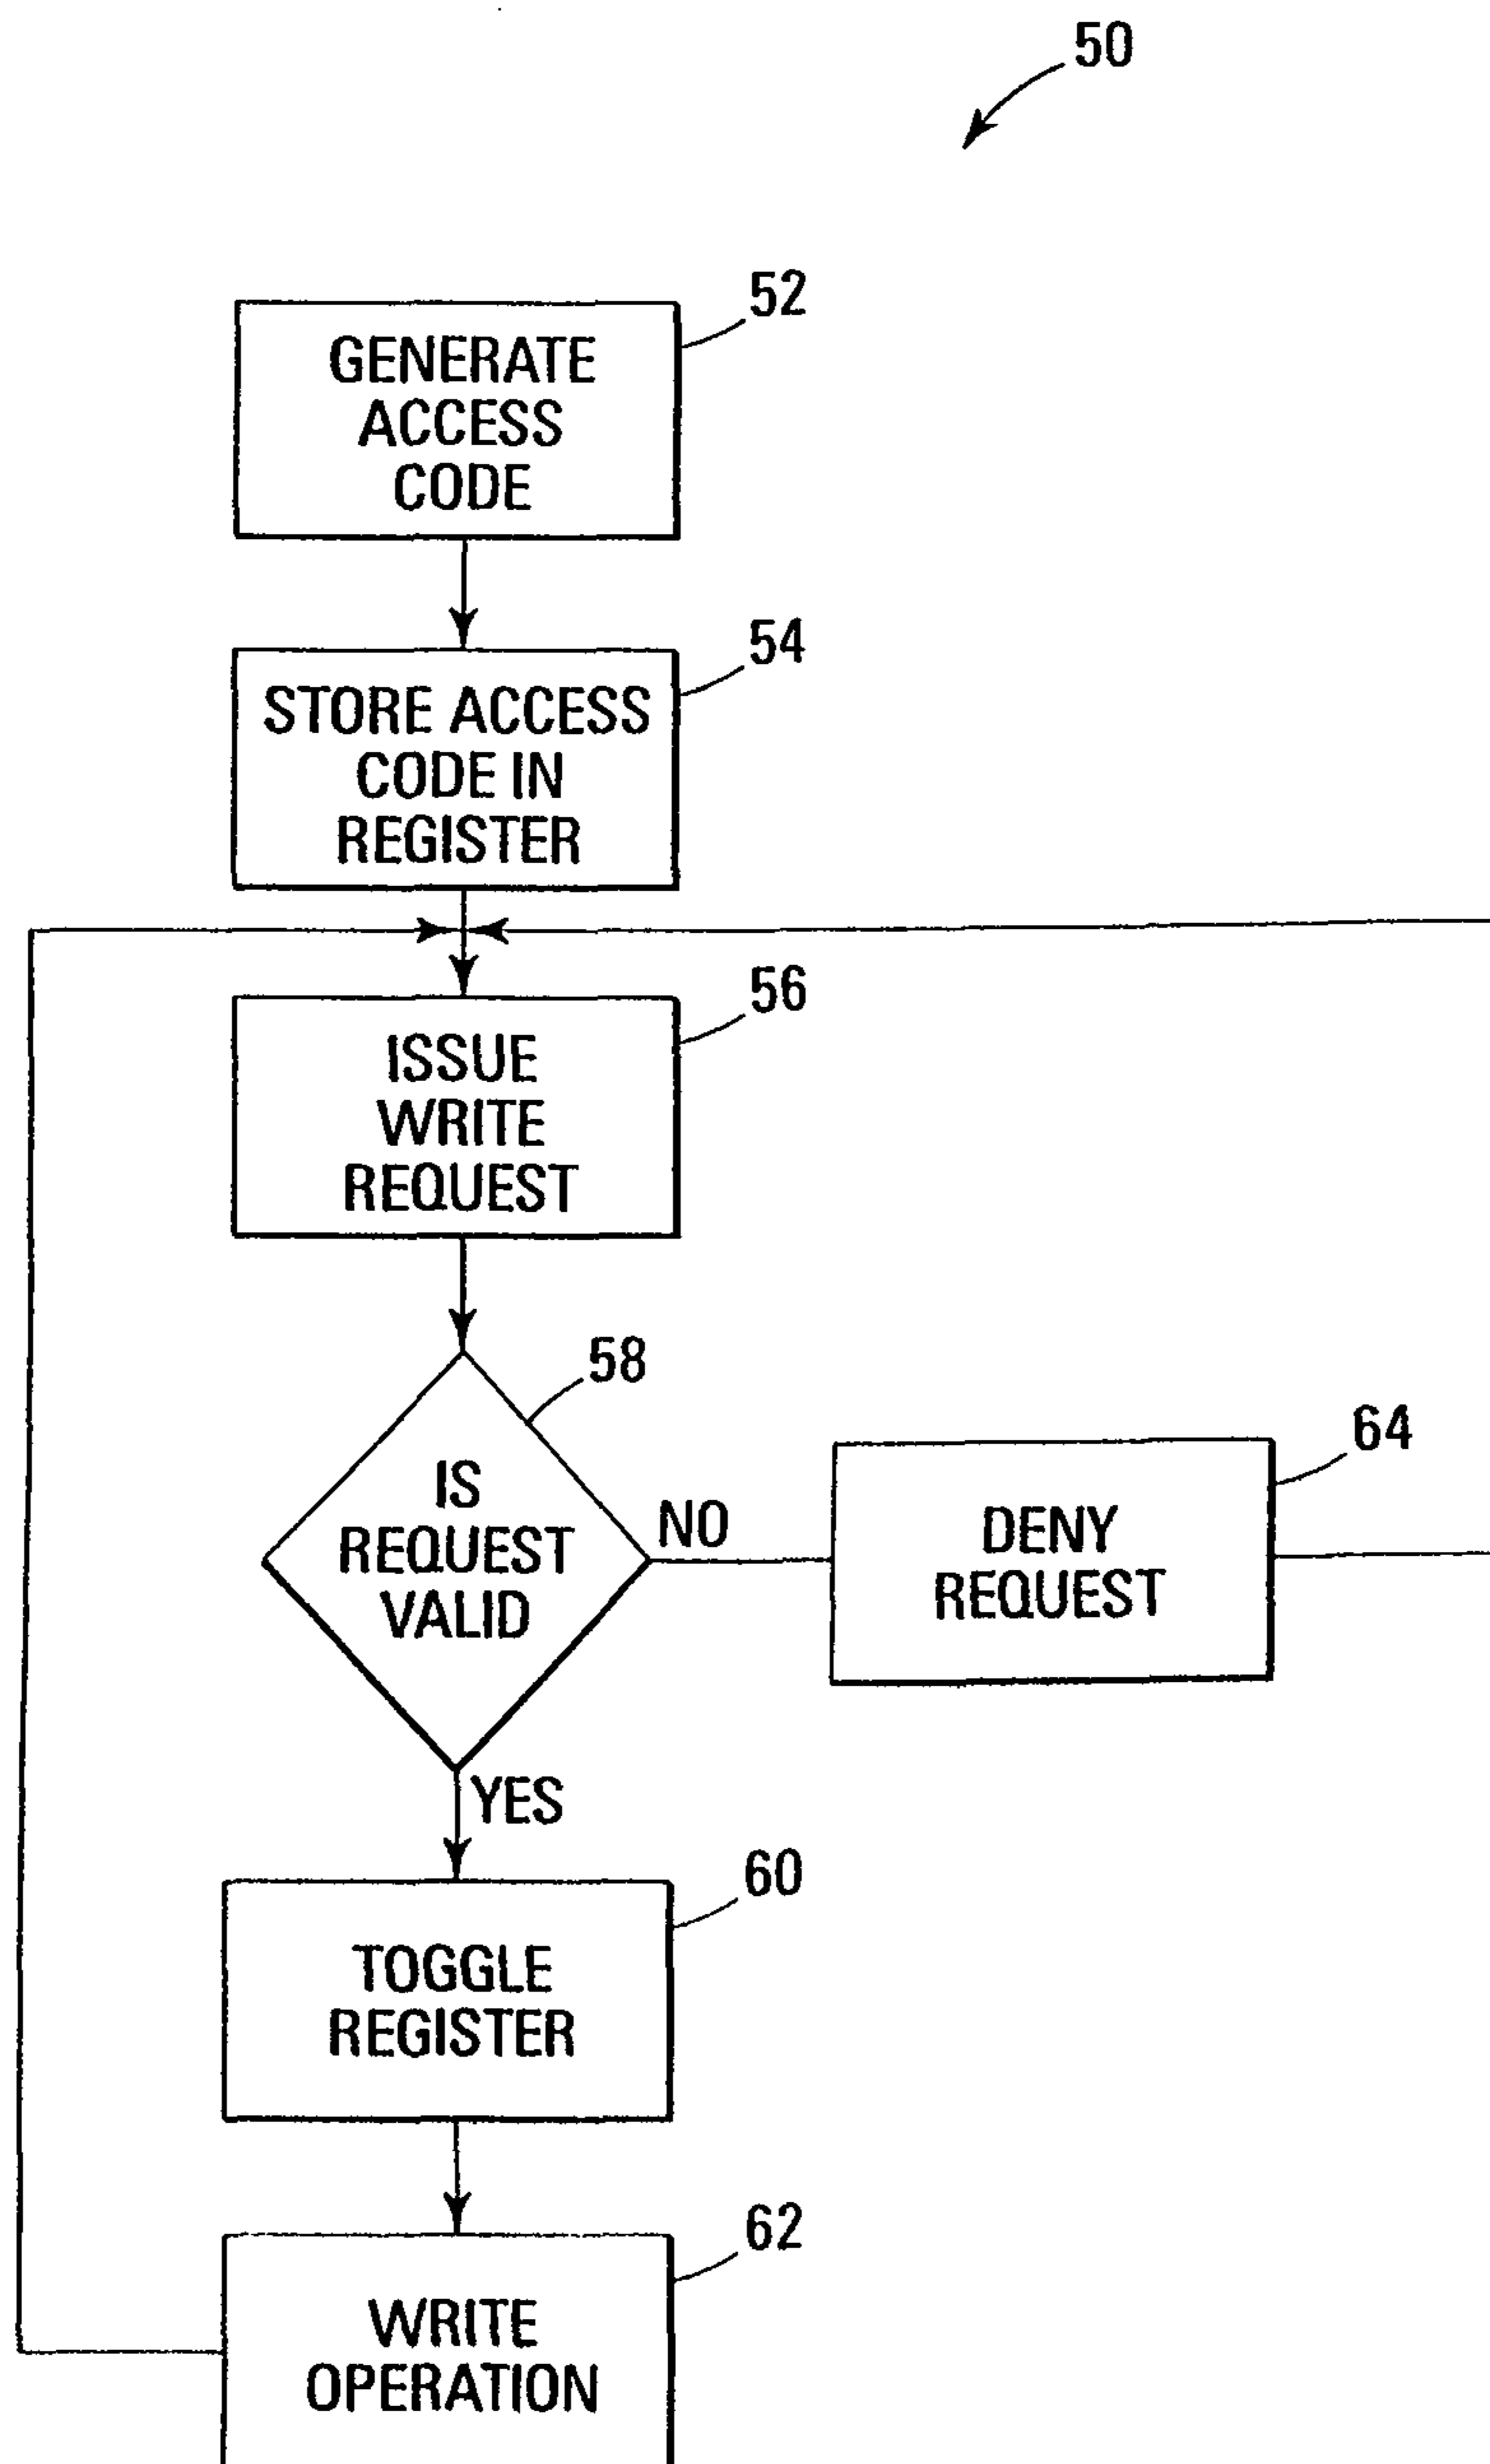 50
52
GENERATE
ACCESS
CODE
54
STORE ACCESS
CODE IN
REGISTER
56
ISSUE
WRITE
REQUEST
58
IS
REQUEST
VALID
NO
64
DENY
REQUEST
YES
60
TOGGLE
REGISTER
62
WRITE
OPERATION